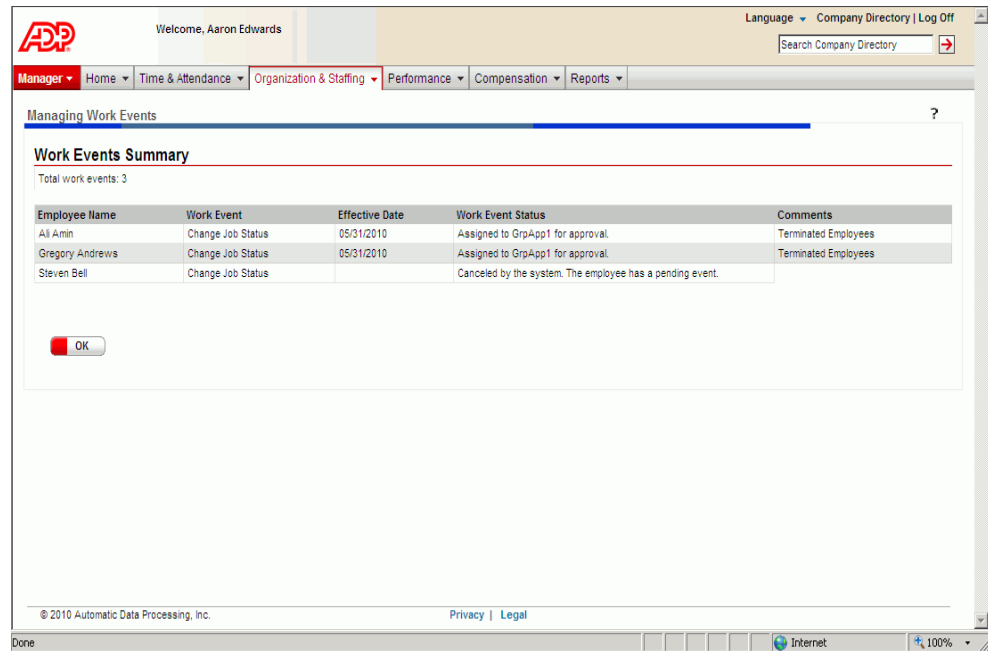 Language Company Directory | Log Off
ADP
Welcome, Aaron Edwards
Search Company Directory
Manager Home Time & Attendance Organization & Staffing Performance Compensation Reports
Managing Work Events ?
Work Events Summary
Total work events: 3
Employee Name Work Event Effective Date Work Event Status Comments
Ali Amin Change Job Status 05/31/2010 Assigned to GrpApp1 for approval. Terminated Employees
Gregory Andrews Change Job Status 05/31/2010 Assigned to GrpApp1 for approval. Terminated Employees
Steven Bell Change Job Status Canceled by the system. The employee has a pending event.
OK
© 2010 Automatic Data Processing, Inc. Privacy | Legal
Done Internet 100%